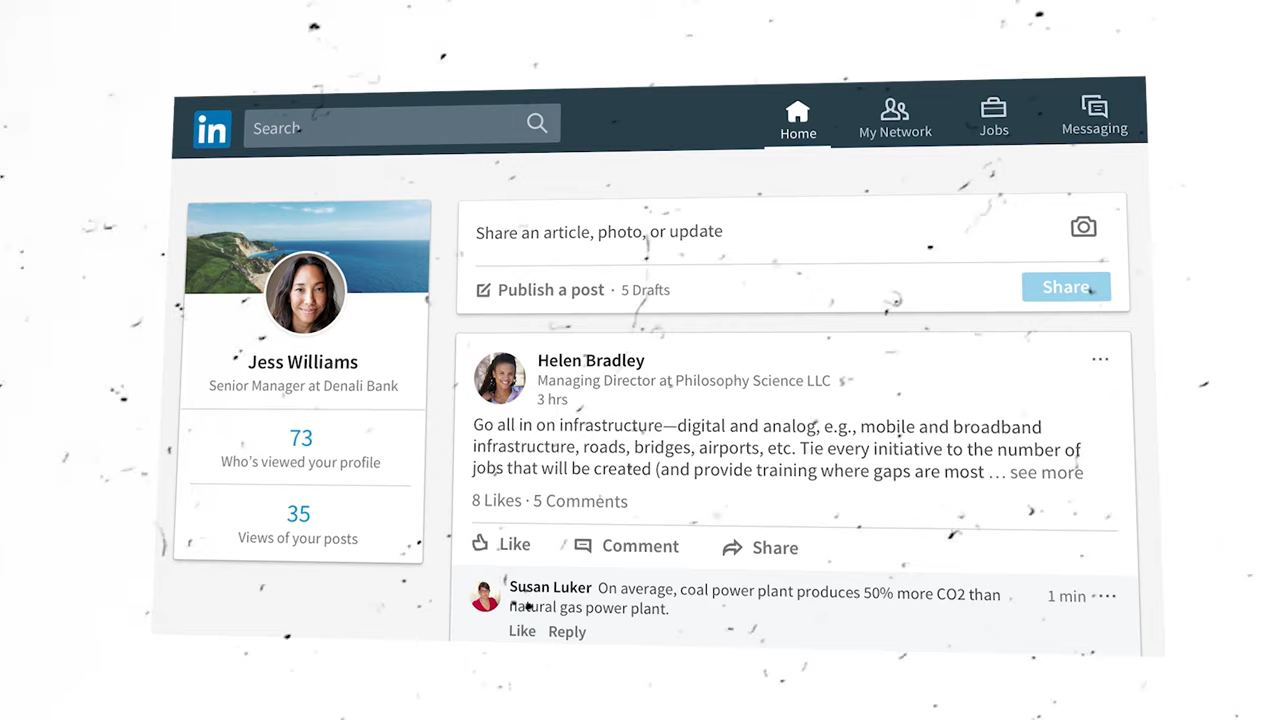 in
Search
Home
My Network
Jobs
Messaging
Jess Williams
Senior Manager at Denali Bank
73
Who's viewed your profile
35
Views of your posts
Share an article, photo, or update
Publish a post · 5 Drafts
Share
Helen Bradley
Managing Director at Philosophy Science LLC
3 hrs
Go all in on infrastructure—digital and analog, e.g., mobile and broadband
infrastructure, roads, bridges, airports, etc. Tie every initiative to the number of
jobs that will be created (and provide training where gaps are most … see more
8 Likes · 5 Comments
Like
Comment
Share
Susan Luker On average, coal power plant produces 50% more CO2 than
natural gas power plant.
1 min
Like Reply